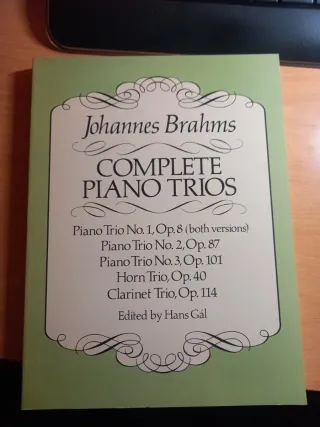 Johannes Brahms
COMPLETE
PIANO TRIOS
Piano Trio No. 1, Op. 8 (both versions)
Piano Trio No. 2, Op. 87
Piano Trio No. 3, Op. 101
Horn Trio, Op. 40
Clarinet Trio, Op. 114
Edited by Hans Gál